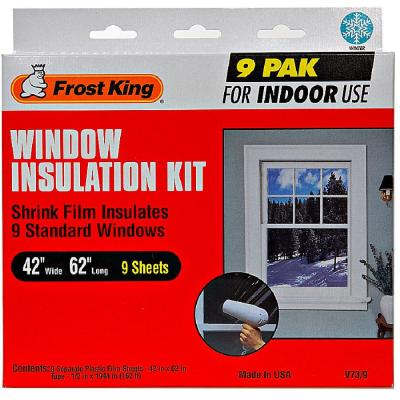 WINTER
9 PAK
FOR INDOOR USE
Frost King®
WINDOW
INSULATION KIT
Shrink Film Insulates
9 Standard Windows
42" Wide 62" Long 9 Sheets
Contents: 9 Separate Plastic Film Sheets - 42 in x 62 in
Tape - 1/2 in x 1944 in (162 ft)
Made In USA
V73/9